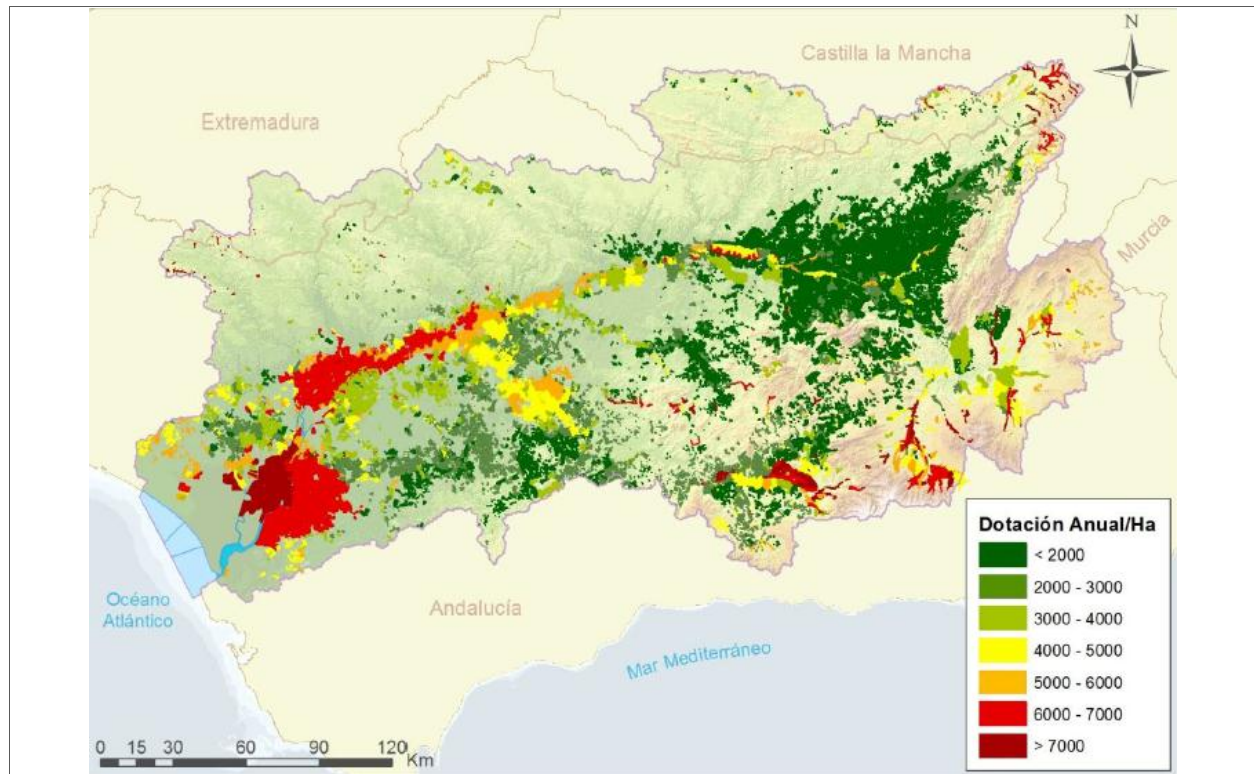 N
Castilla la Mancha
Extremadura
Murcia
Dotación Anual/Ha
< 2000
2000 - 3000
3000 - 4000
4000 - 5000
5000 - 6000
6000 - 7000
> 7000
Océano
Atlántico
Andalucía
Mar Mediterráneo
0 15 30 60 90 120
Km